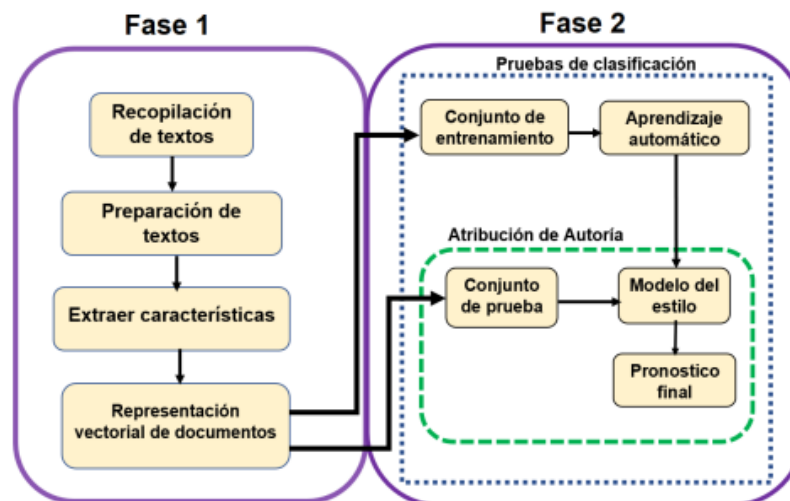 Fase 1
Recopilación
de textos
Preparación de
textos
Extraer características
Representación
vectorial de documentos
Fase 2
Pruebas de clasificación
Conjunto de
entrenamiento
Aprendizaje
automático
Atribución de Autoría
Conjunto
de prueba
Modelo del
estilo
Pronostico
final